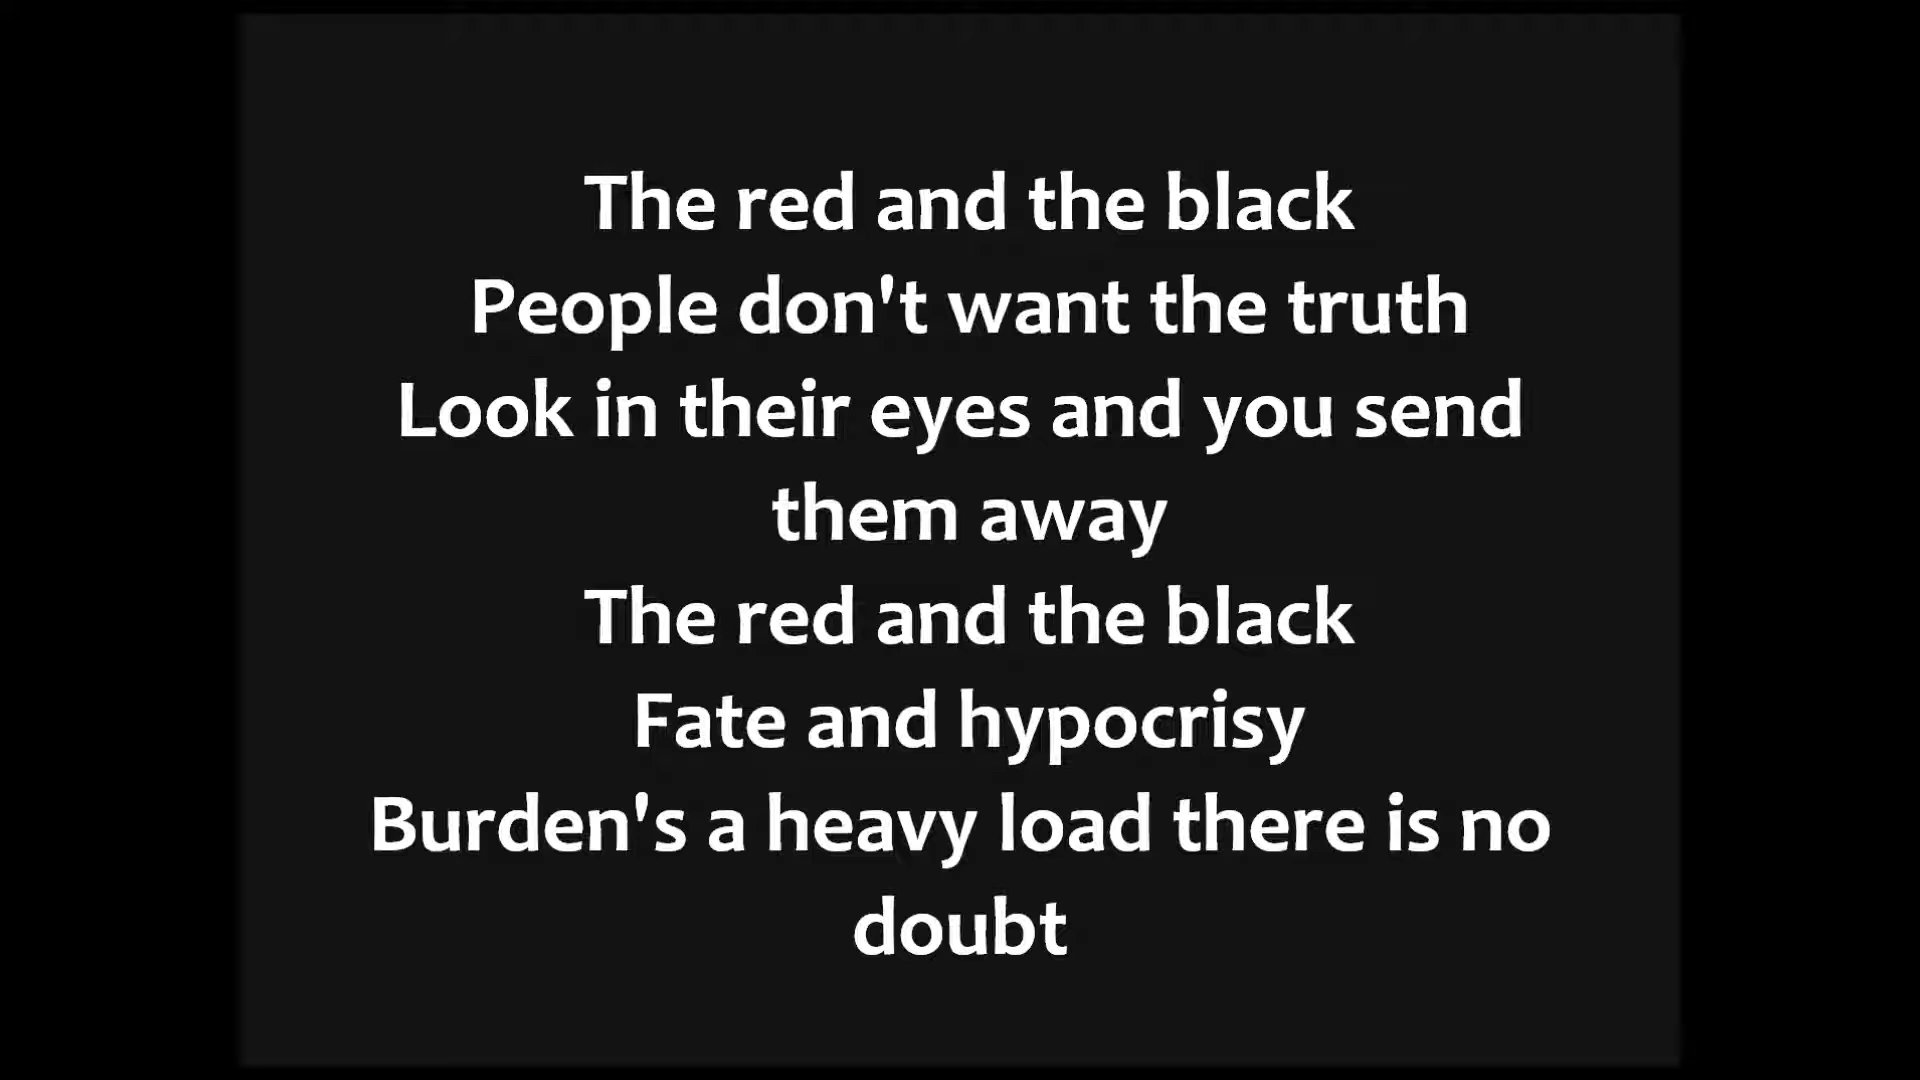 The red and the black
People don't want the truth
Look in their eyes and you send
them away
The red and the black
Fate and hypocrisy
Burden's a heavy load there is no
doubt